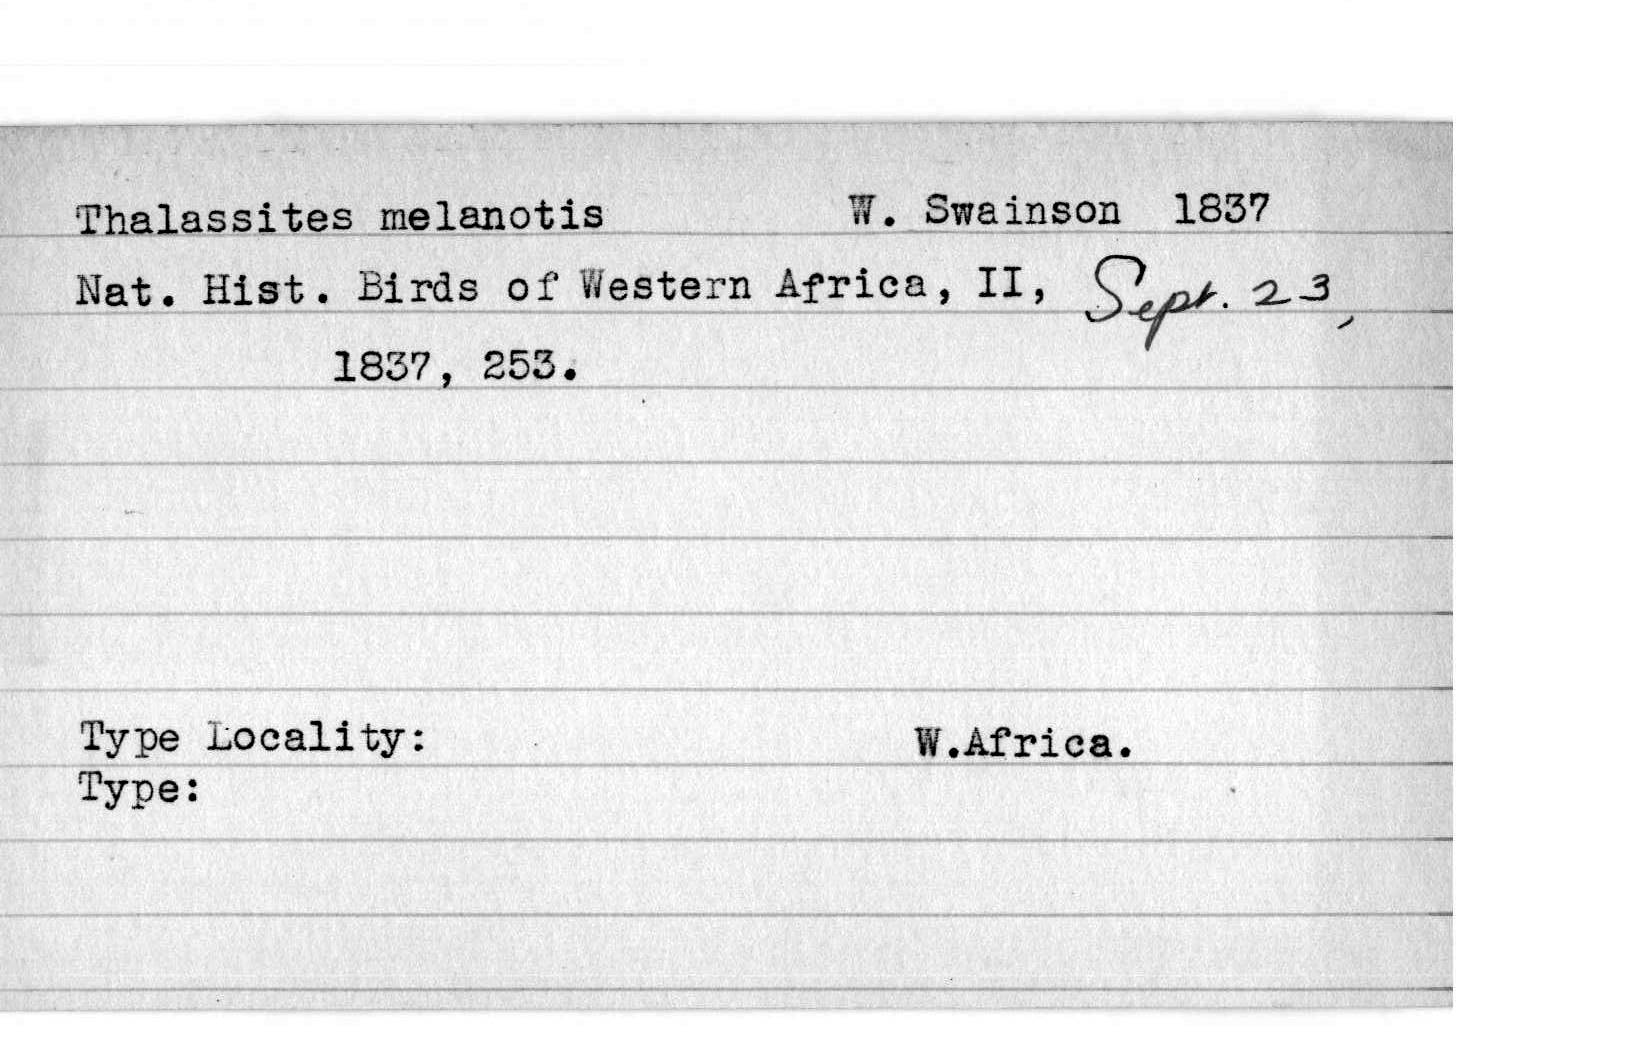 Thalassites melanotis W. Swainson 1837
Nat. Hist. Birds of Western Africa, II, Sept. 23,
1837, 253.
Type Locality: W.Africa.
Type: